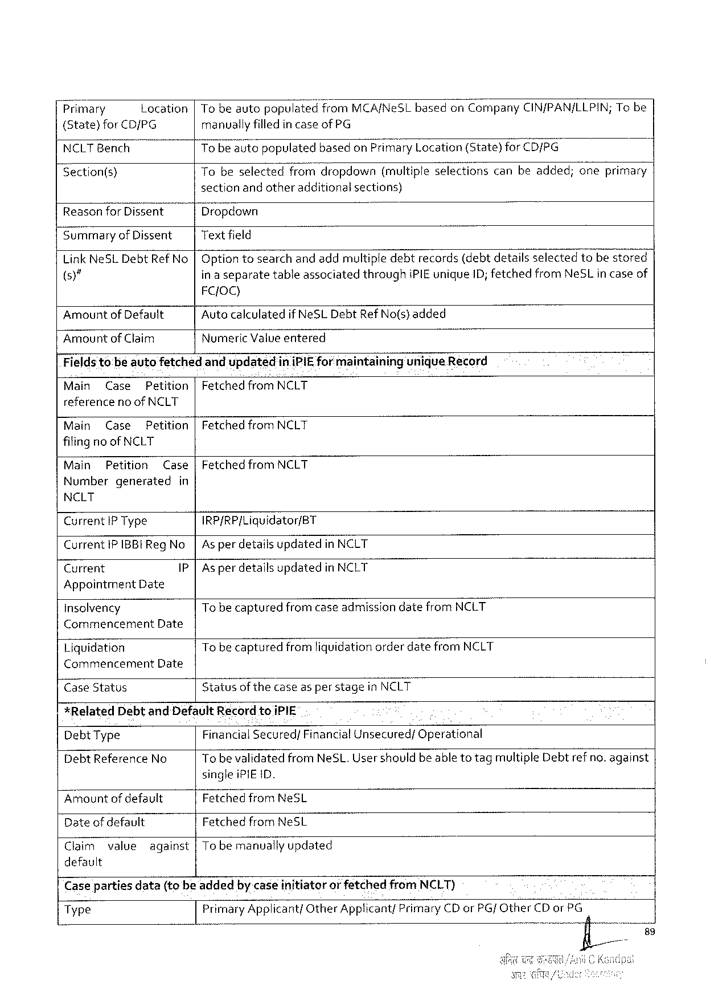 Primary Location To be auto populated from MCA/NeSL based on Company CIN/PAN/LLPIN; To be
(State) for CD/PG manually filled in case of PG
NCLT Bench To be auto populated based on Primary Location (State) for CD/PG
Section(s) To be selected from dropdown (multiple selections can be added; one primary
section and other additional sections)
Reason for Dissent Dropdown
Summary of Dissent Text field
Link NeSL Debt Ref No Option to search and add multiple debt records (debt details selected to be stored
(s)# in a separate table associated through iPIE unique ID; fetched from NeSL in case of
FC/OC)
Amount of Default Auto calculated if NeSL Debt Ref No(s) added
Amount of Claim Numeric Value entered
Fields to be auto fetched and updated in iPIE for maintaining unique Record
Main Case Petition Fetched from NCLT
reference no of NCLT
Main Case Petition Fetched from NCLT
filing no of NCLT
Main Petition Case Fetched from NCLT
Number generated in
NCLT
Current IP Type IRP/RP/Liquidator/BT
Current IP IBBI Reg No As per details updated in NCLT
Current IP As per details updated in NCLT
Appointment Date
Insolvency To be captured from case admission date from NCLT
Commencement Date
Liquidation To be captured from liquidation order date from NCLT
Commencement Date
Case Status Status of the case as per stage in NCLT
*Related Debt and Default Record to iPIE
Debt Type Financial Secured/ Financial Unsecured/ Operational
Debt Reference No To be validated from NeSL. User should be able to tag multiple Debt ref no. against
single iPIE ID.
Amount of default Fetched from NeSL
Date of default Fetched from NeSL
Claim value against To be manually updated
default
Case parties data (to be added by case initiator or fetched from NCLT)
Type Primary Applicant/ Other Applicant/ Primary CD or PG/ Other CD or PG
89
अनिल चन्द्र /Anil C Kandpal
अवर सचिव/Under Secretary